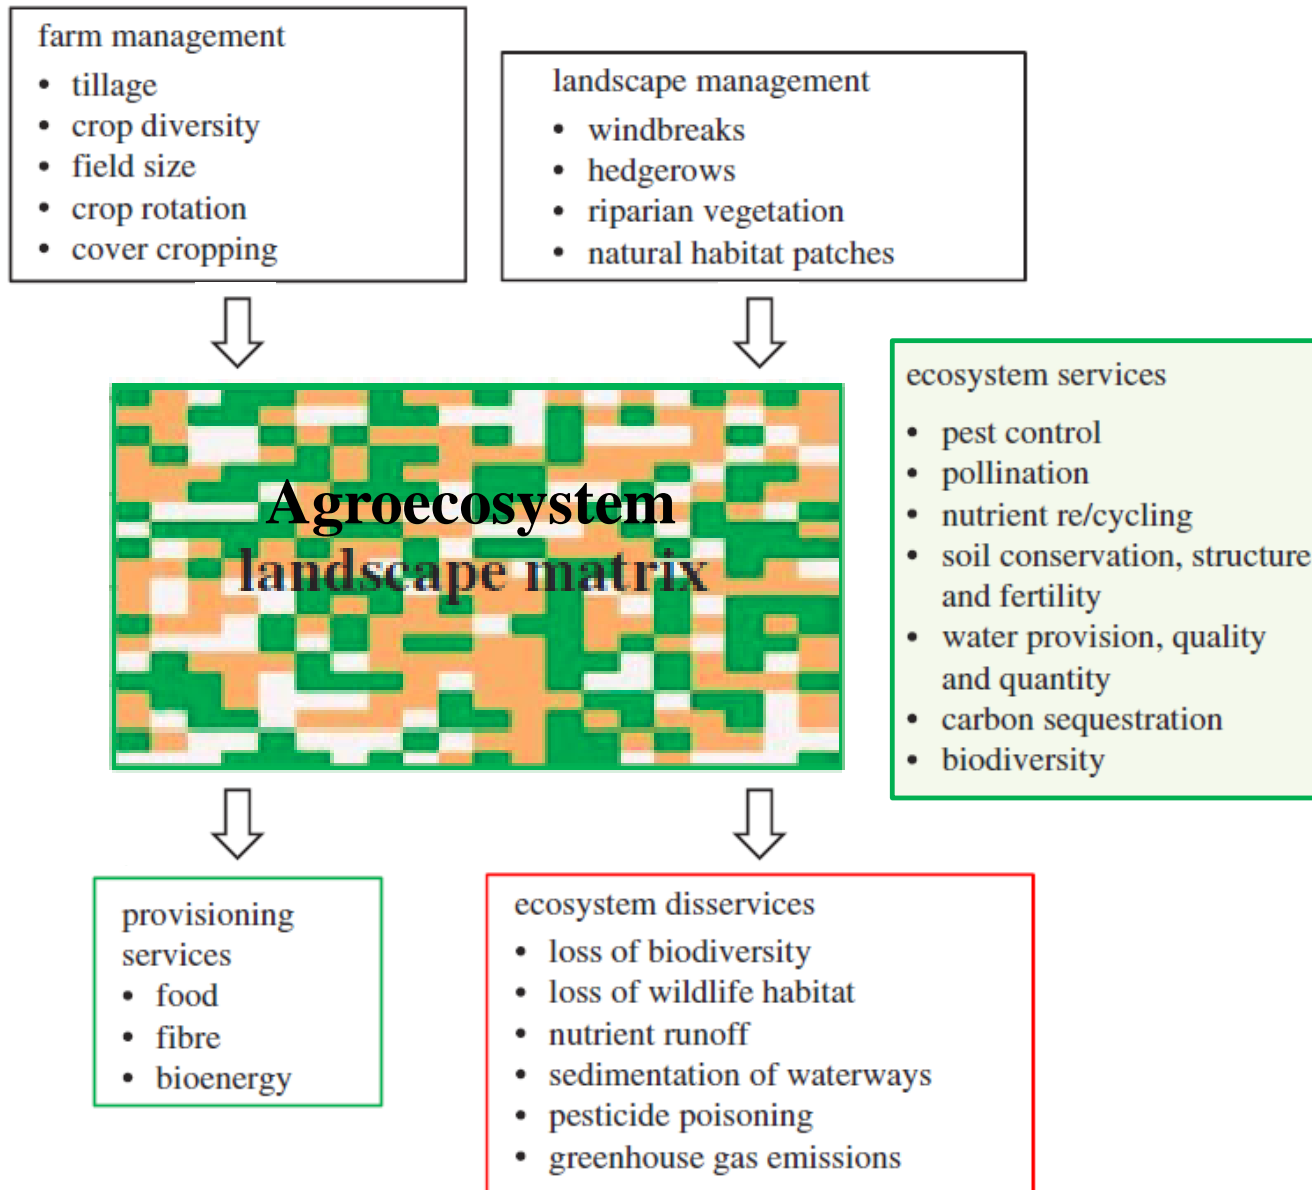 farm management
• tillage
• crop diversity
• field size
• crop rotation
• cover cropping
landscape management
• windbreaks
• hedgerows
• riparian vegetation
• natural habitat patches
Agroecosystem
landscape matrix
ecosystem services
• pest control
• pollination
• nutrient re/cycling
• soil conservation, structure
and fertility
• water provision, quality
and quantity
• carbon sequestration
• biodiversity
provisioning
services
• food
• fibre
• bioenergy
ecosystem disservices
• loss of biodiversity
• loss of wildlife habitat
• nutrient runoff
• sedimentation of waterways
• pesticide poisoning
• greenhouse gas emissions